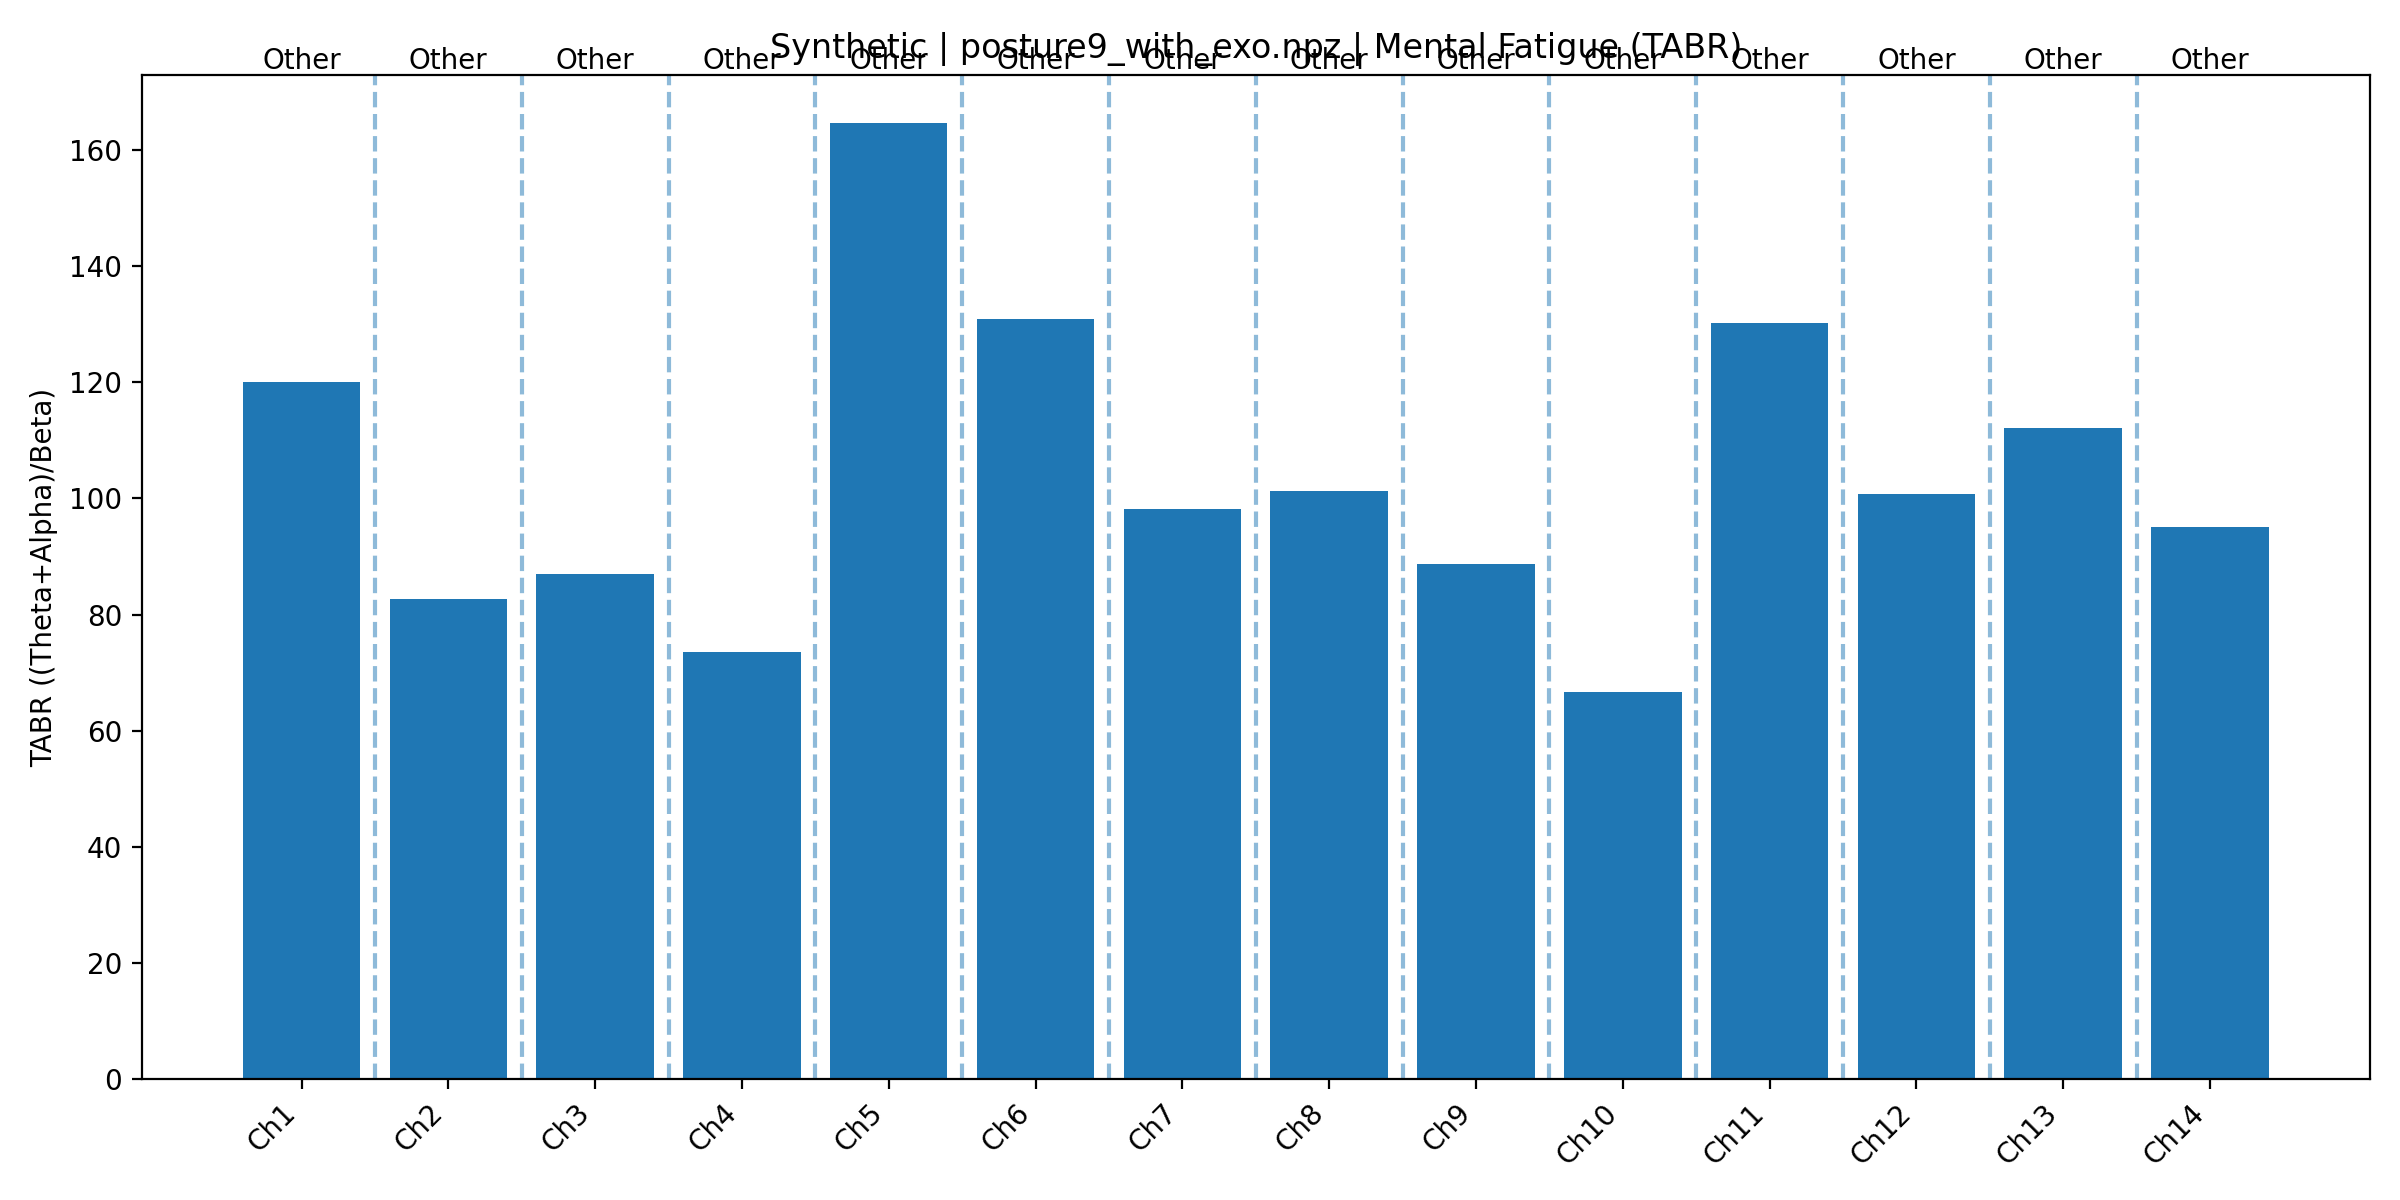 Synthetic | posture9_with_exo.npz | Mental Fatigue (TABR)
Other Other Other Other Other Other Other Other Other Other Other Other Other Other
TABR ((Theta+Alpha)/Beta)
160
140
120
100
80
60
40
20
0
Ch1 Ch2 Ch3 Ch4 Ch5 Ch6 Ch7 Ch8 Ch9 Ch10 Ch11 Ch12 Ch13 Ch14